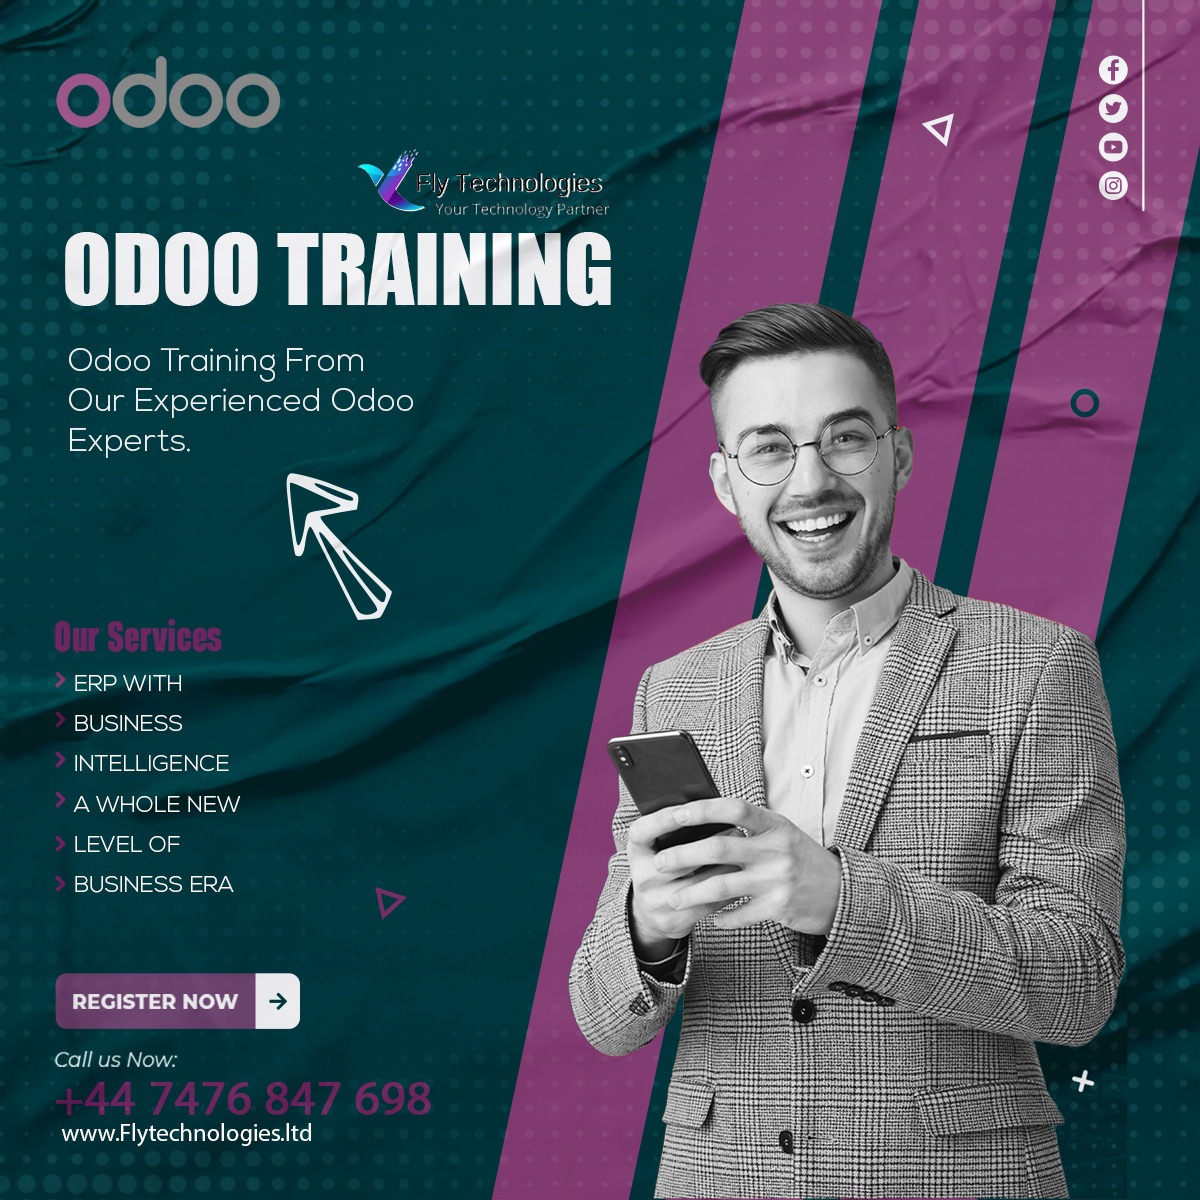 odoo
Fly Technologies
Your Technology Partner
ODOO TRAINING
Odoo Training From
Our Experienced Odoo
Experts.
Our Services
ERP WITH
BUSINESS
INTELLIGENCE
A WHOLE NEW
LEVEL OF
BUSINESS ERA
REGISTER NOW
Call us Now:
+44 7476 847 698
www.Flytechnologies.ltd